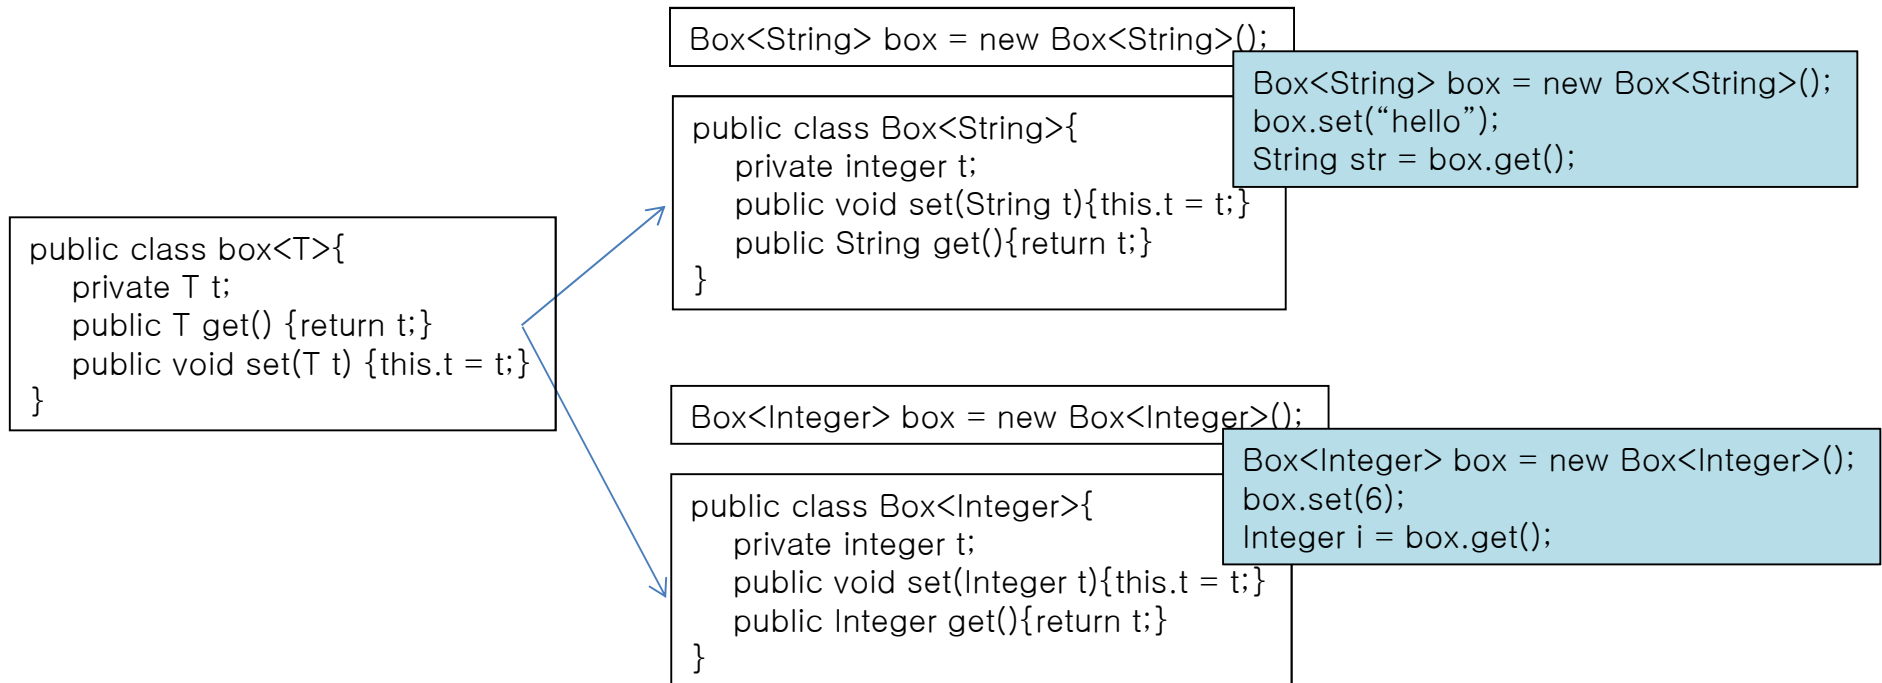 public class box<T>{
private T t;
public T get() {return t;}
public void set(T t) {this.t = t;}
}
Box<String> box = new Box<String>();
public class Box<String>{
private integer t;
public void set(String t){this.t = t;}
public String get(){return t;}
}
Box<String> box = new Box<String>();
box.set(“hello”);
String str = box.get();
Box<Integer> box = new Box<Integer>();
public class Box<Integer>{
private integer t;
public void set(Integer t){this.t = t;}
public Integer get(){return t;}
}
Box<Integer> box = new Box<Integer>();
box.set(6);
Integer i = box.get();